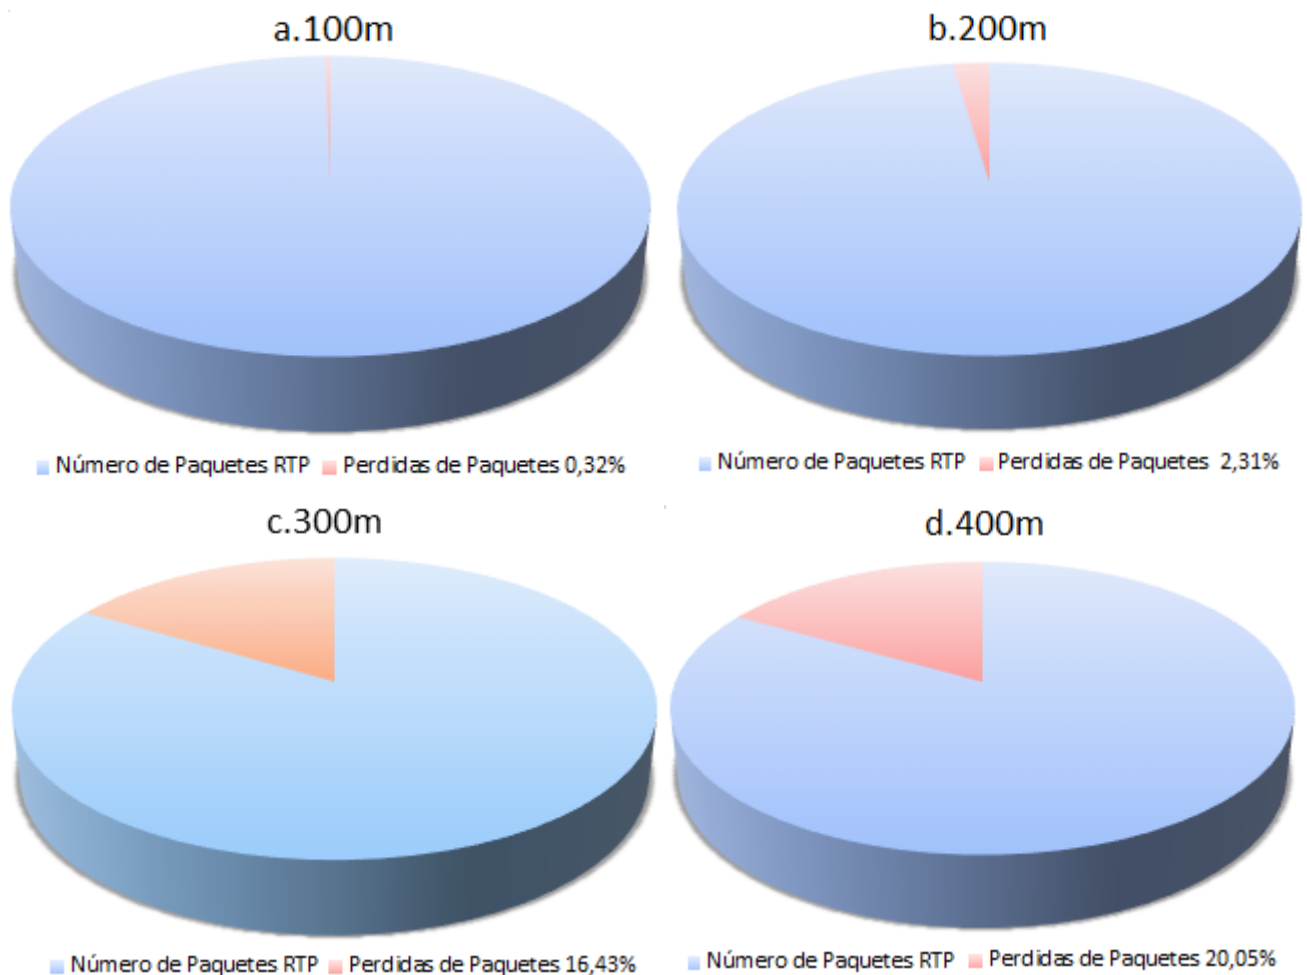 a.100m
b.200m
Número de Paquetes RTP Perdidas de Paquetes 0,32%
Número de Paquetes RTP Perdidas de Paquetes 2,31%
c.300m
d.400m
Número de Paquetes RTP Perdidas de Paquetes 16,43%
Número de Paquetes RTP Perdidas de Paquetes 20,05%